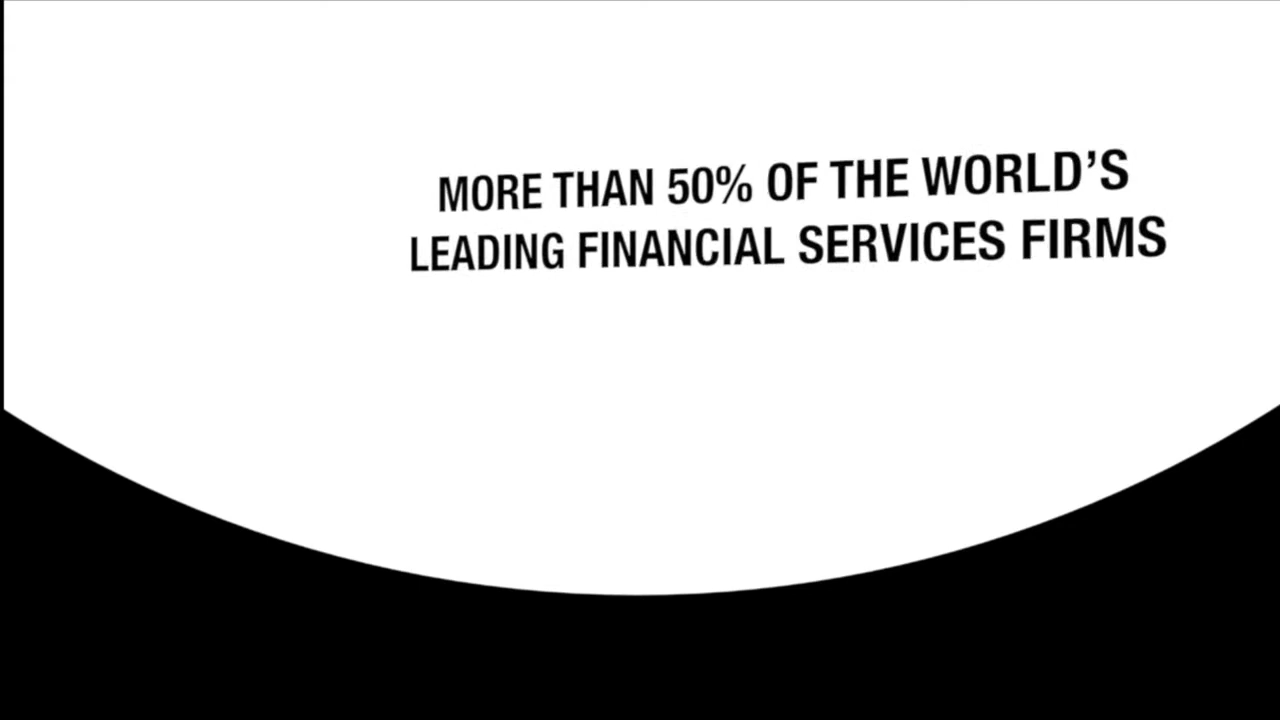 MORE THAN 50% OF THE WORLD’S
LEADING FINANCIAL SERVICES FIRMS